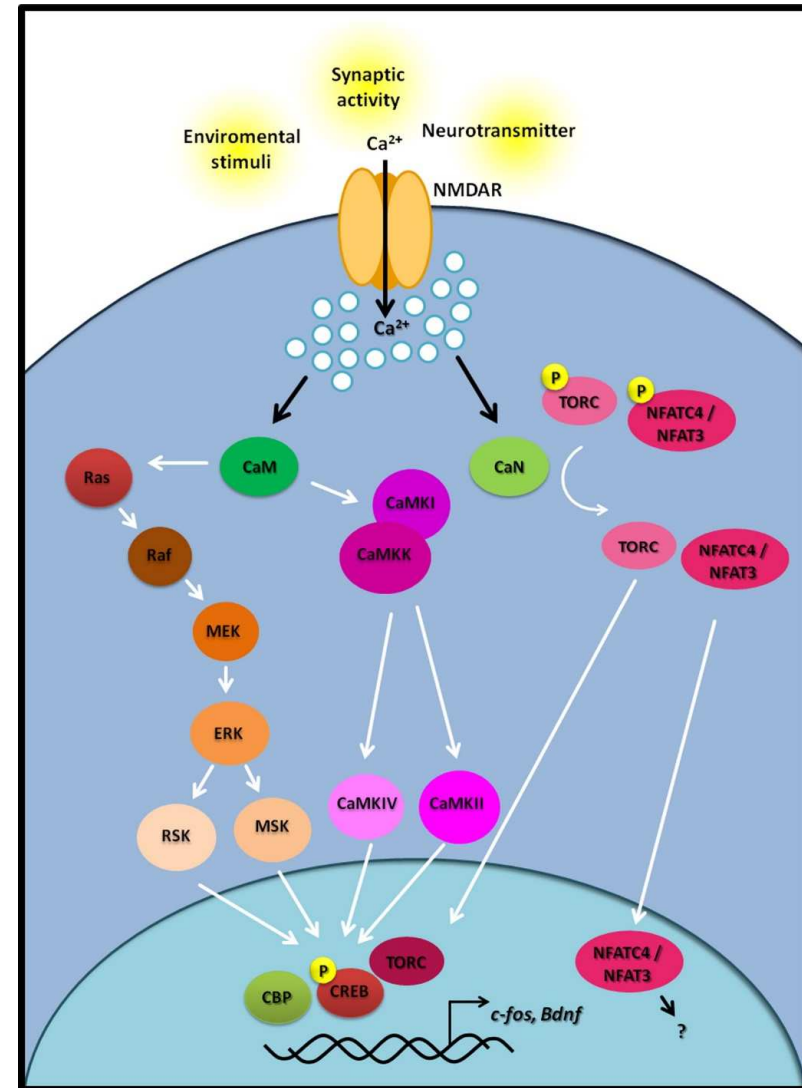 Synaptic
activity
Enviromental
stimuli
Neurotransmitter
Ca²⁺
NMDAR
Ca²⁺
P
TORC
P
NFATC4 /
NFAT3
CaM
CaN
Ras
CaMKI
Raf
CaMKK
TORC
NFATC4 /
NFAT3
MEK
ERK
CaMKIV
CaMKII
RSK
MSK
P
CREB
TORC
CBP
NFATC4 /
NFAT3
c-fos, Bdnf
?